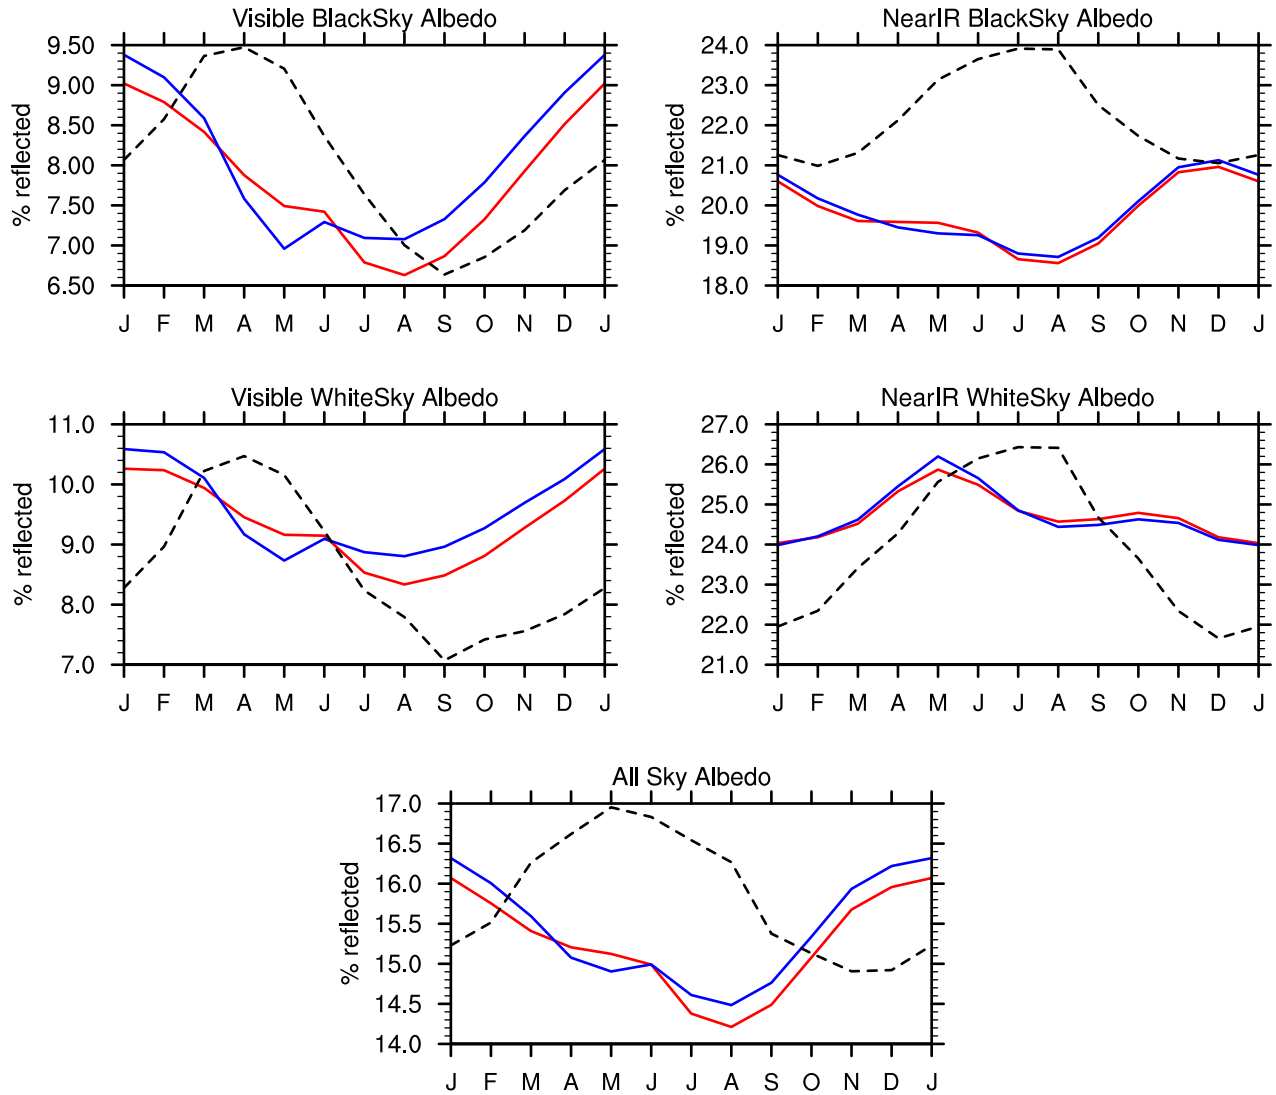 Visible BlackSky Albedo
% reflected
9.50
9.00
8.50
8.00
7.50
7.00
6.50
J F M A M J J A S O N D J
NearIR BlackSky Albedo
% reflected
24.0
23.0
22.0
21.0
20.0
19.0
18.0
J F M A M J J A S O N D J
Visible WhiteSky Albedo
% reflected
11.0
10.0
9.0
8.0
7.0
J F M A M J J A S O N D J
NearIR WhiteSky Albedo
% reflected
27.0
26.0
25.0
24.0
23.0
22.0
21.0
J F M A M J J A S O N D J
All Sky Albedo
% reflected
17.0
16.5
16.0
15.5
15.0
14.5
14.0
J F M A M J J A S O N D J